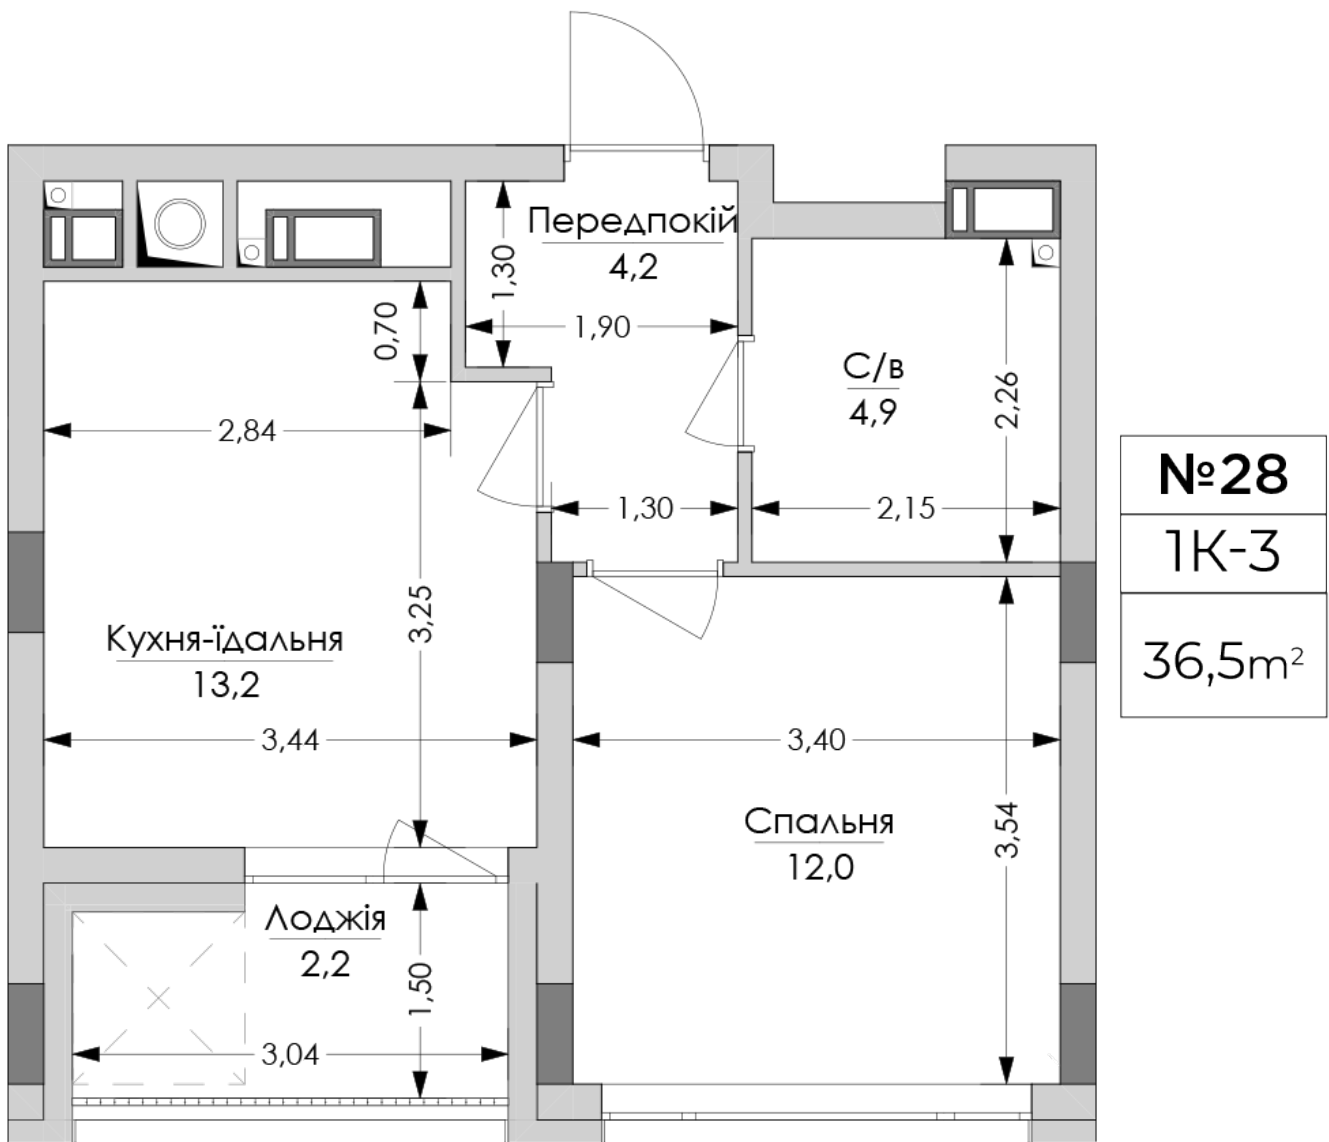 Передпокій
4,2
1,30
1,90
0,70
С/в
4,9
2,26
2,84
1,30
2,15
№28
1К-3
36,5m²
3,25
Кухня-їдальня
13,2
3,44
3,40
Спальня
12,0
3,54
Лоджія
2,2
1,50
3,04